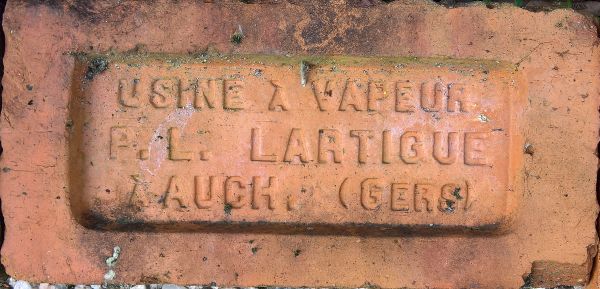 USINE À VAPEUR
P. L. LARTIGUE
À AUCH. (GERS)